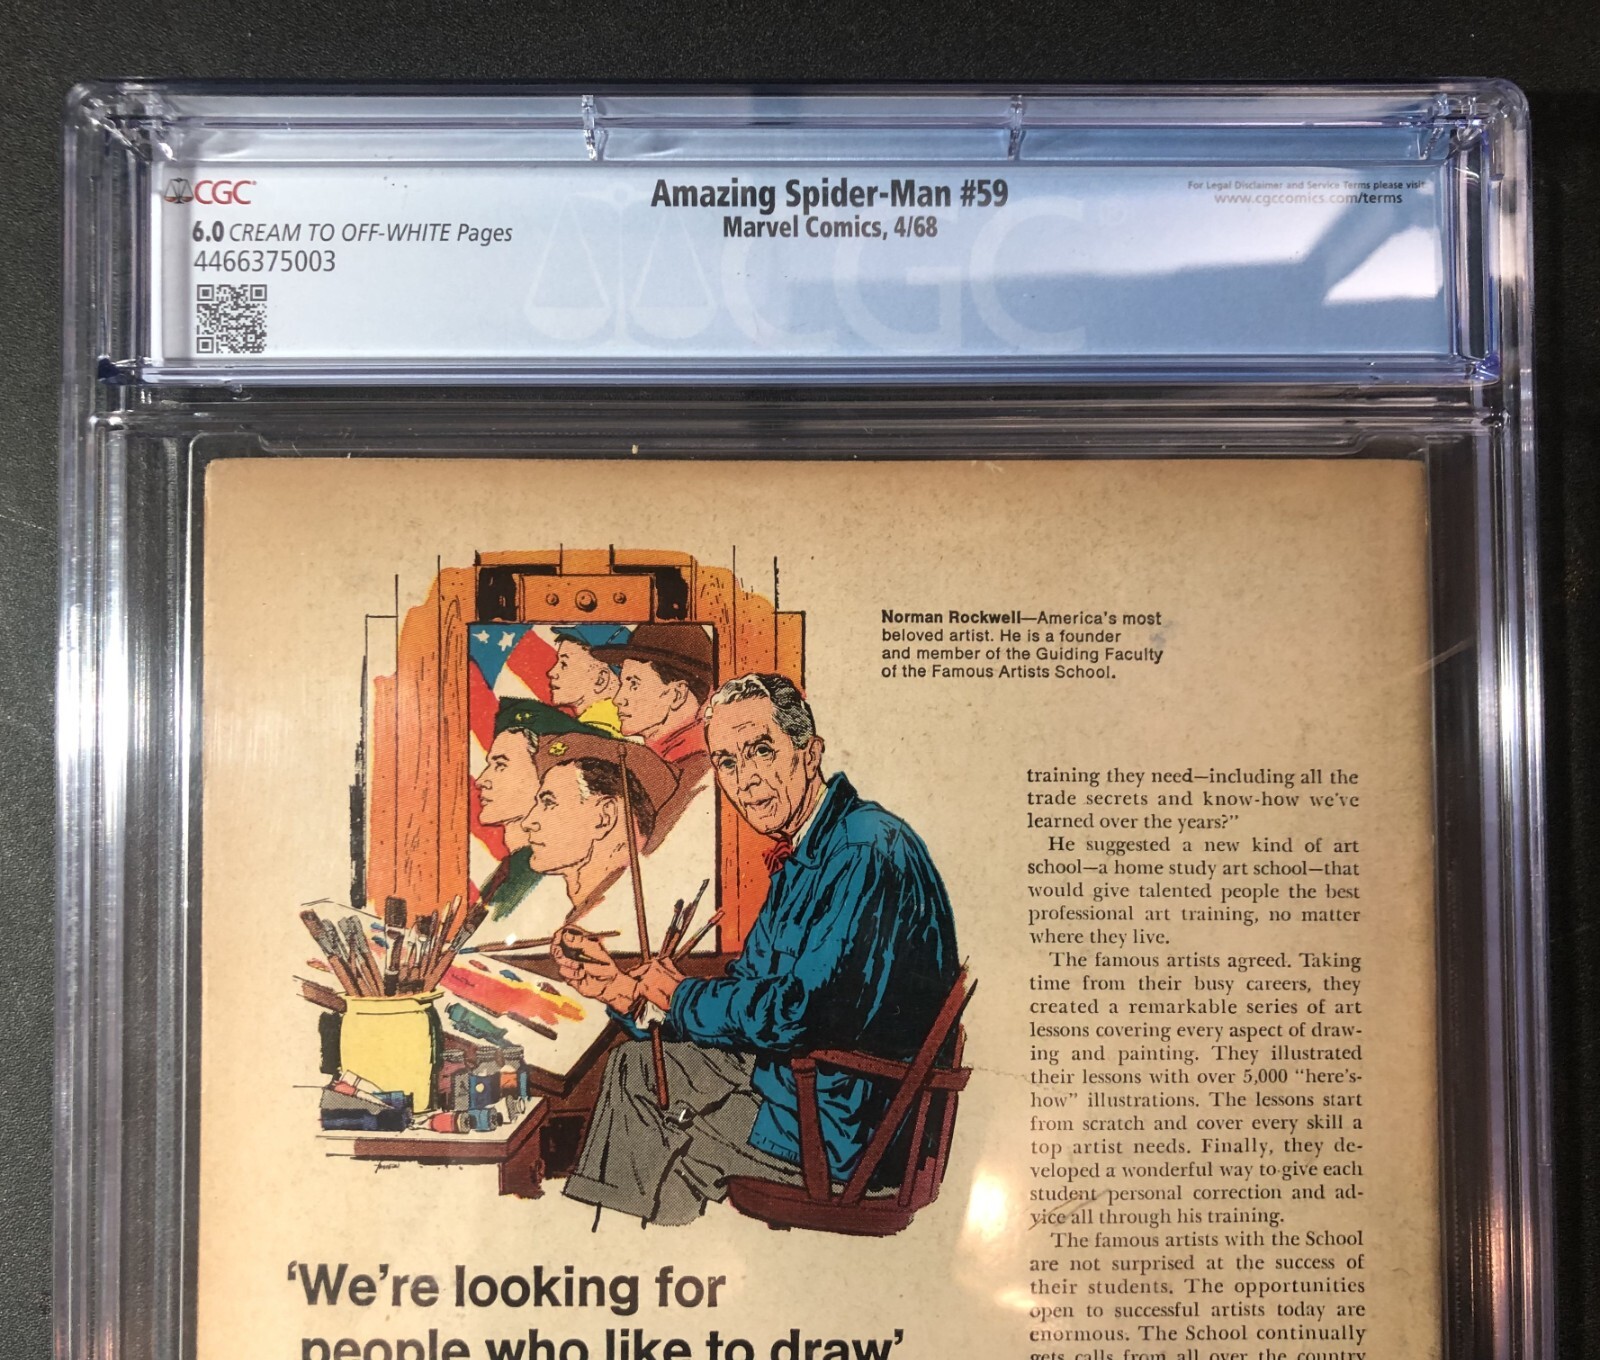 CGC
Amazing Spider-Man #59
For Legal Disclaimer and Service Terms please visit
www.cgccomics.com/terms
Marvel Comics, 4/68
6.0 CREAM TO OFF-WHITE Pages
4466375003
CGC
Norman Rockwell—America's most
beloved artist. He is a founder
and member of the Guiding Faculty
of the Famous Artists School.
'We're looking for
people who like to draw'
training they need—including all the
trade secrets and know-how we've
learned over the years?"
He suggested a new kind of art
school—a home study art school—that
would give talented people the best
professional art training, no matter
where they live.
The famous artists agreed. Taking
time from their busy careers, they
created a remarkable series of art
lessons covering every aspect of draw-
ing and painting. They illustrated
their lessons with over 5,000 "here's-
how" illustrations. The lessons start
from scratch and cover every skill a
top artist needs. Finally, they de-
veloped a wonderful way to give each
student personal correction and ad-
vice all through his training.
The famous artists with the School
are not surprised at the success of
their students. The opportunities
open to successful artists today are
enormous. The School continually
gets calls from all over the country